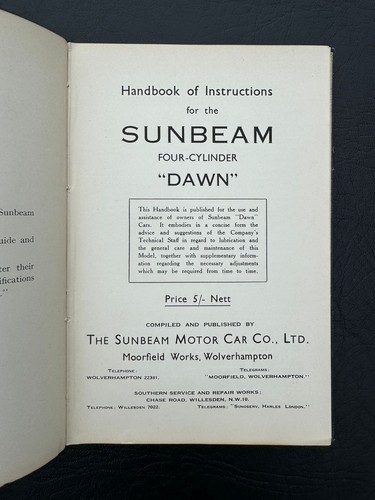 Sunbeam
uide and
ter their
ifications
."
Handbook of Instructions
for the
SUNBEAM
FOUR-CYLINDER
"DAWN"
This Handbook is published for the use and
assistance of owners of Sunbeam "Dawn"
Cars. It embodies in a concise form the
advice and suggestions of the Company's
Technical Staff in regard to lubrication and
the general care and maintenance of this
Model, together with supplementary inform-
ation regarding the necessary adjustments
which may be required from time to time.
Price 5/- Nett
COMPILED AND PUBLISHED BY
THE SUNBEAM MOTOR CAR CO., LTD.
Moorfield Works, Wolverhampton
TELEPHONE: TELEGRAMS:
WOLVERHAMPTON 22381. "MOORFIELD, WOLVERHAMPTON."
SOUTHERN SERVICE AND REPAIR WORKS:
CHASE ROAD, WILLESDEN, N.W.10.
TELEPHONE: WILLESDEN 7022. TELEGRAMS: "SUNSERV, HARLES LONDON."